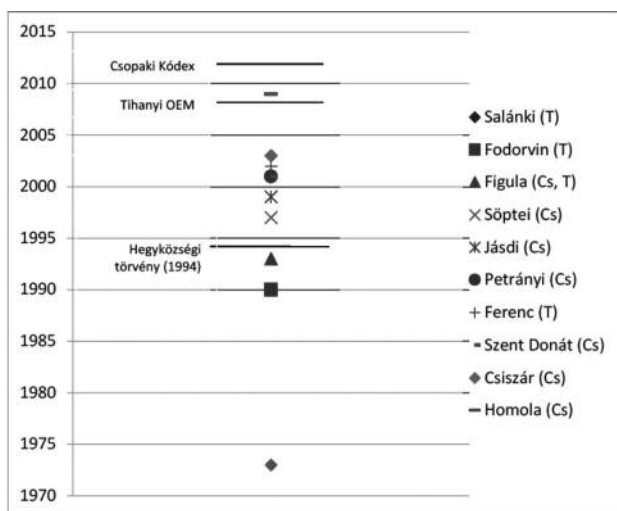 2015
2010
2005
2000
1995
1990
1985
1980
1975
1970
Csopaki Kódex
Tihanyi OEM
Hegyközségi
törvény (1994)
Salánki (T)
Fodorvin (T)
Figula (Cs, T)
Söptei (Cs)
Jásdi (Cs)
Petrányi (Cs)
Ferenc (T)
Szent Donát (Cs)
Csiszár (Cs)
Homola (Cs)